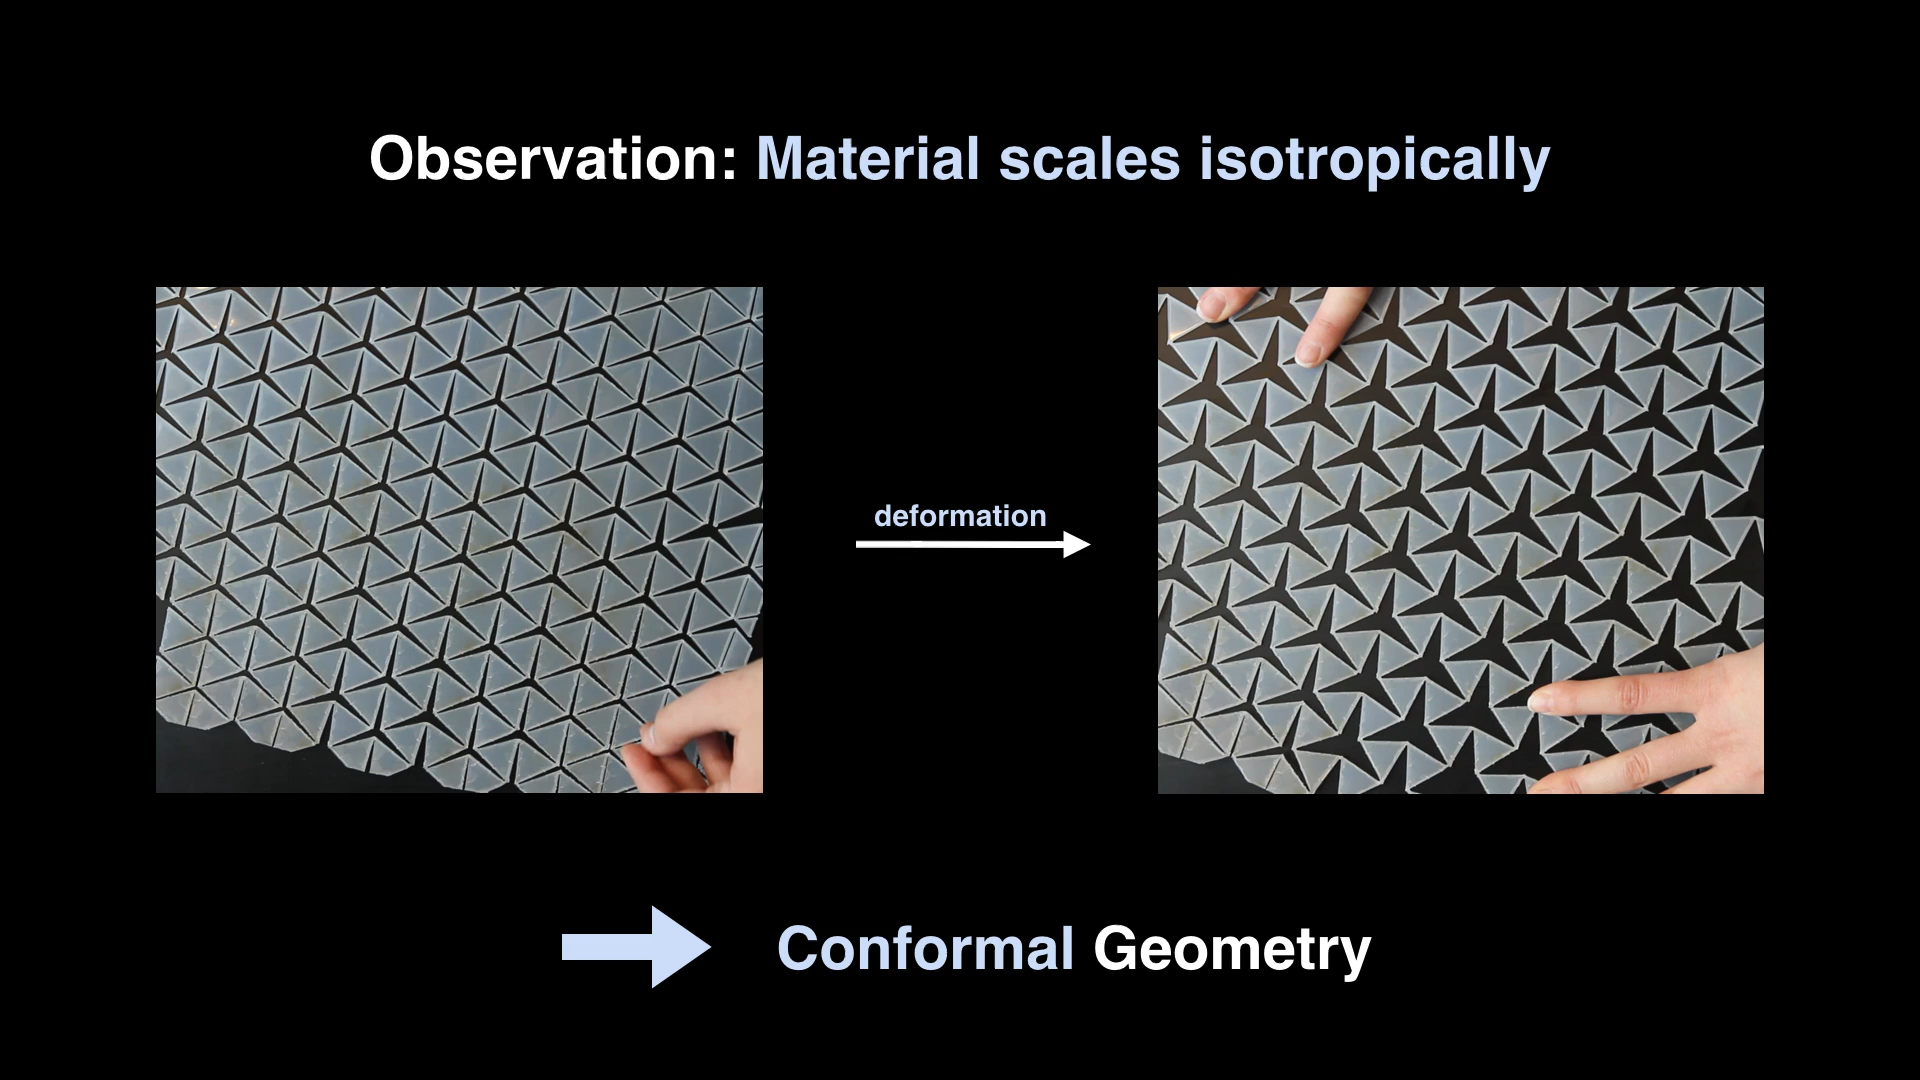 Observation: Material scales isotropically
deformation
Conformal Geometry